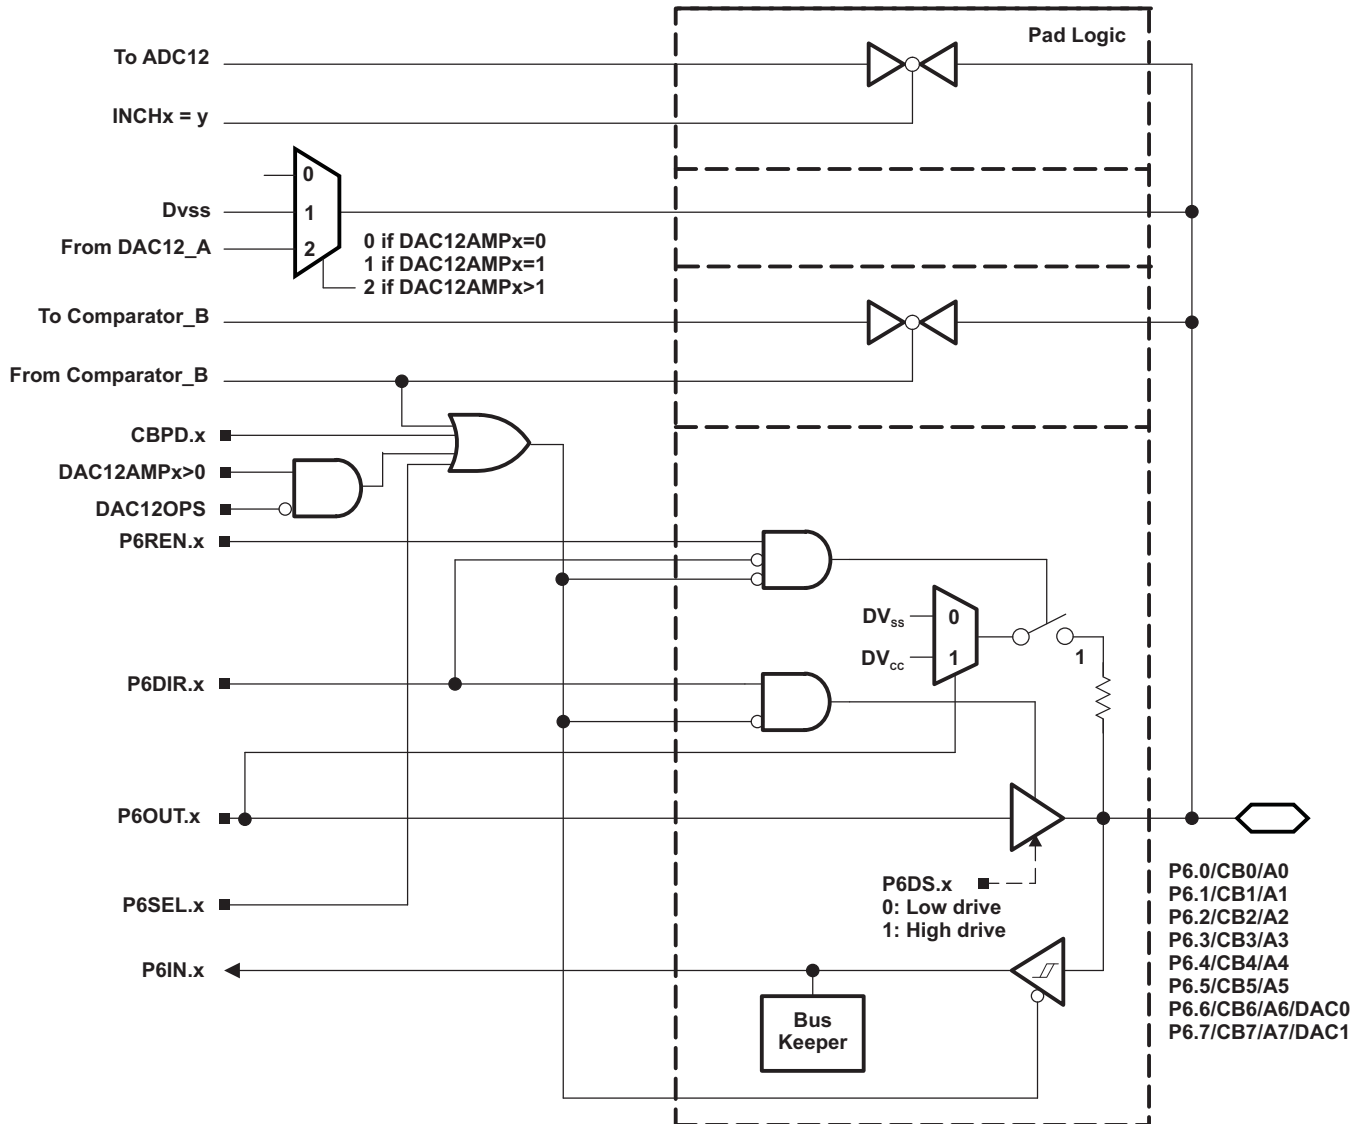 Pad Logic
To ADC12
INCHx = y
0
Dvss
1
From DAC12_A
2
0 if DAC12AMPx=0
1 if DAC12AMPx=1
2 if DAC12AMPx>1
To Comparator_B
From Comparator_B
CBPD.x
DAC12AMPx>0
DAC12OPS
P6REN.x
DVss
0
DVcc
1
1
P6DIR.x
P6OUT.x
P6DS.x
0: Low drive
1: High drive
P6SEL.x
P6IN.x
Bus
Keeper
P6.0/CB0/A0
P6.1/CB1/A1
P6.2/CB2/A2
P6.3/CB3/A3
P6.4/CB4/A4
P6.5/CB5/A5
P6.6/CB6/A6/DAC0
P6.7/CB7/A7/DAC1